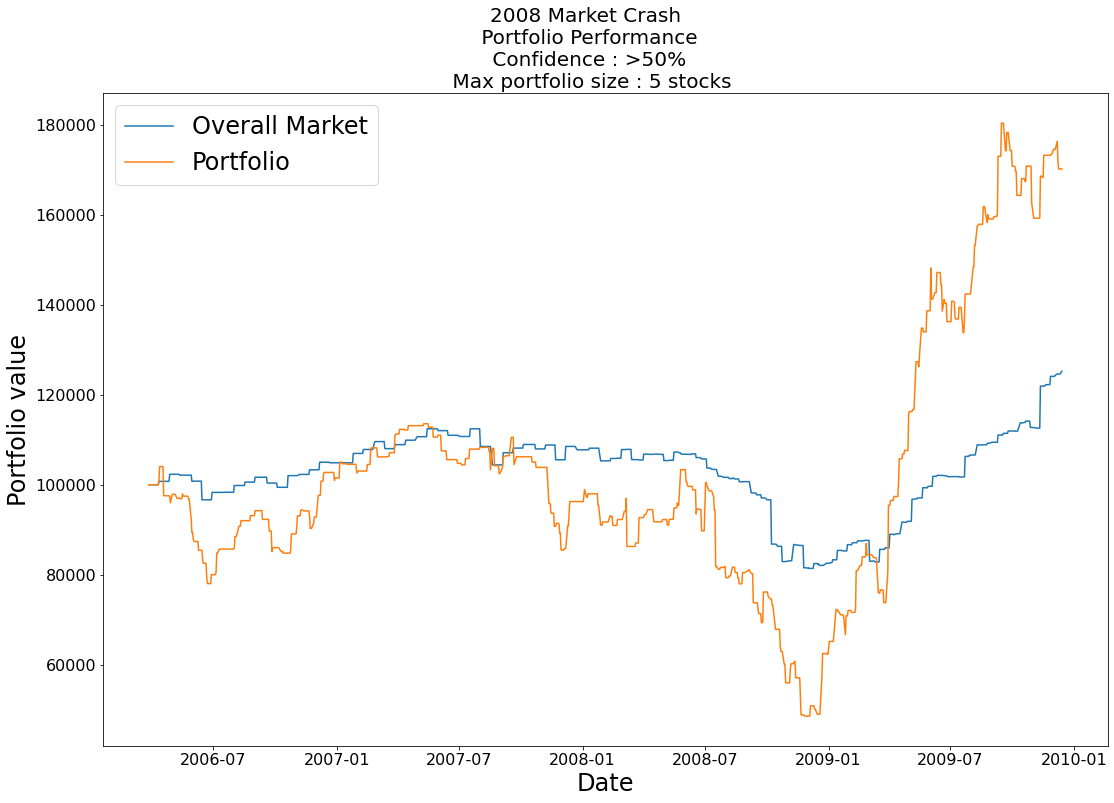 2008 Market Crash
Portfolio Performance
Confidence : >50%
Max portfolio size : 5 stocks
Overall Market
Portfolio
180000
160000
140000
120000
100000
80000
60000
Portfolio value
2006-07
2007-01
2007-07
2008-01
2008-07
2009-01
2009-07
2010-01
Date